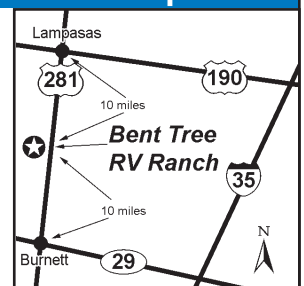 Lampasas
281
190
10 miles
Bent Tree
RV Ranch
35
10 miles
N
Burnett
29